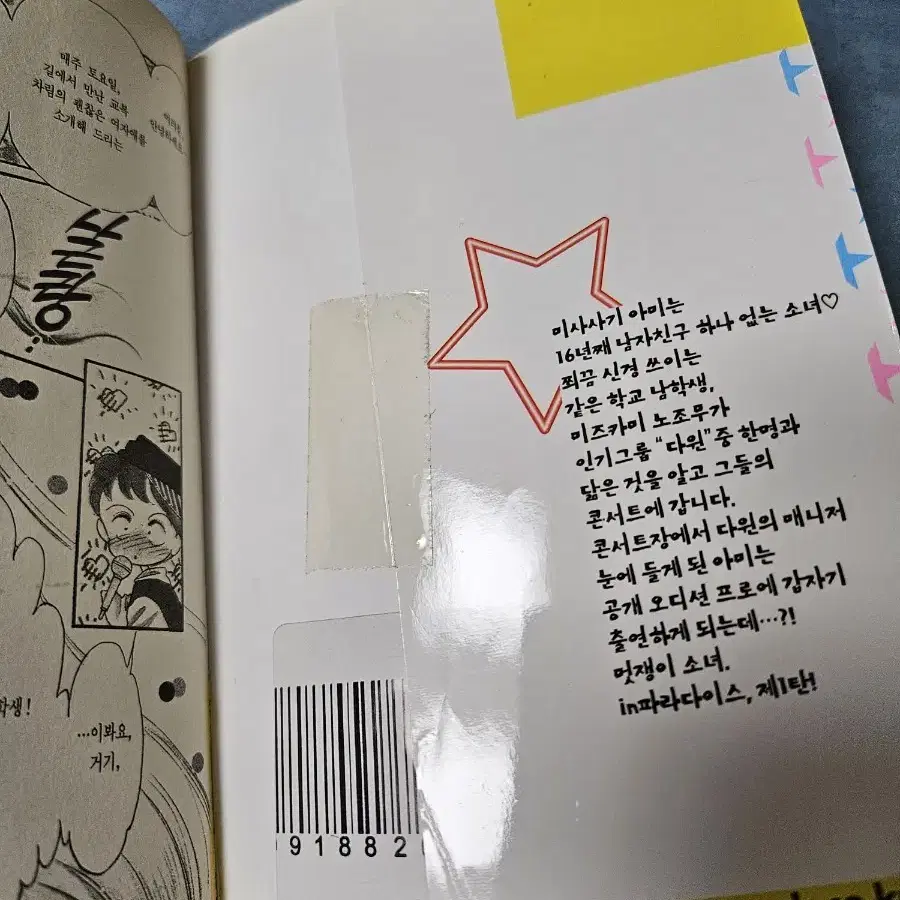 매주 토요일,
길에서 만난 교복
차림의 괜찮은 여자애를
소개해 드리는
…이봐요,
거기,
미사사기 아미는
16년째 남자친구 하나 없는 소녀♡
죄끔 신경 쓰이는
같은 학교 남학생,
미즈카미 노조무가
인기그룹 “다윈”중 한명과
닮은 것을 알고 그들의
콘서트에 갑니다.
콘서트장에서 다윈의 매니저
눈에 들게 된 아미는
공개 오디션 프로에 갑자기
출연하게 되는데…?!
멋쟁이 소녀.
in파라다이스, 제1탄!
91882